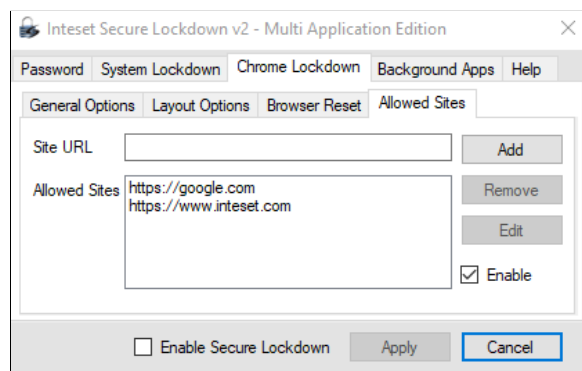 Inteset Secure Lockdown v2 - Multi Application Edition
Password System Lockdown Chrome Lockdown Background Apps Help
General Options Layout Options Browser Reset Allowed Sites
Site URL Add
Allowed Sites https://google.com Remove
https://www.inteset.com
Edit
Enable
Enable Secure Lockdown Apply Cancel